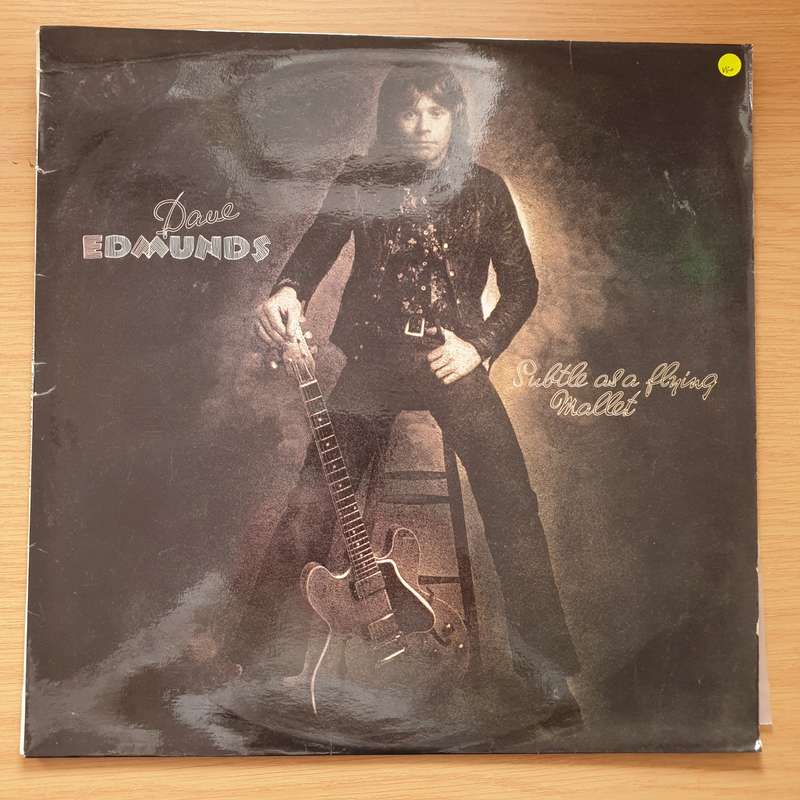 Dave
EDMUNDS
Subtle as a flying
Mallet